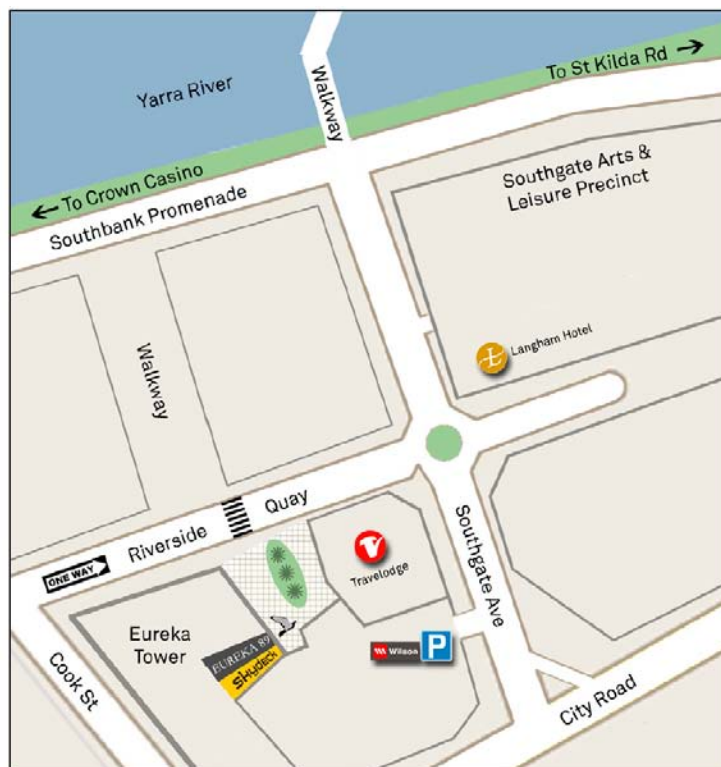 Yarra River
Walkway
To St Kilda Rd
To Crown Casino
Southbank Promenade
Southgate Arts &
Leisure Precinct
Walkway
Langham Hotel
Riverside Quay
ONE WAY
Southgate Ave
Travelodge
Eureka
Tower
EUREKA 89
skydeck
Wilson
P
Cook St
City Road